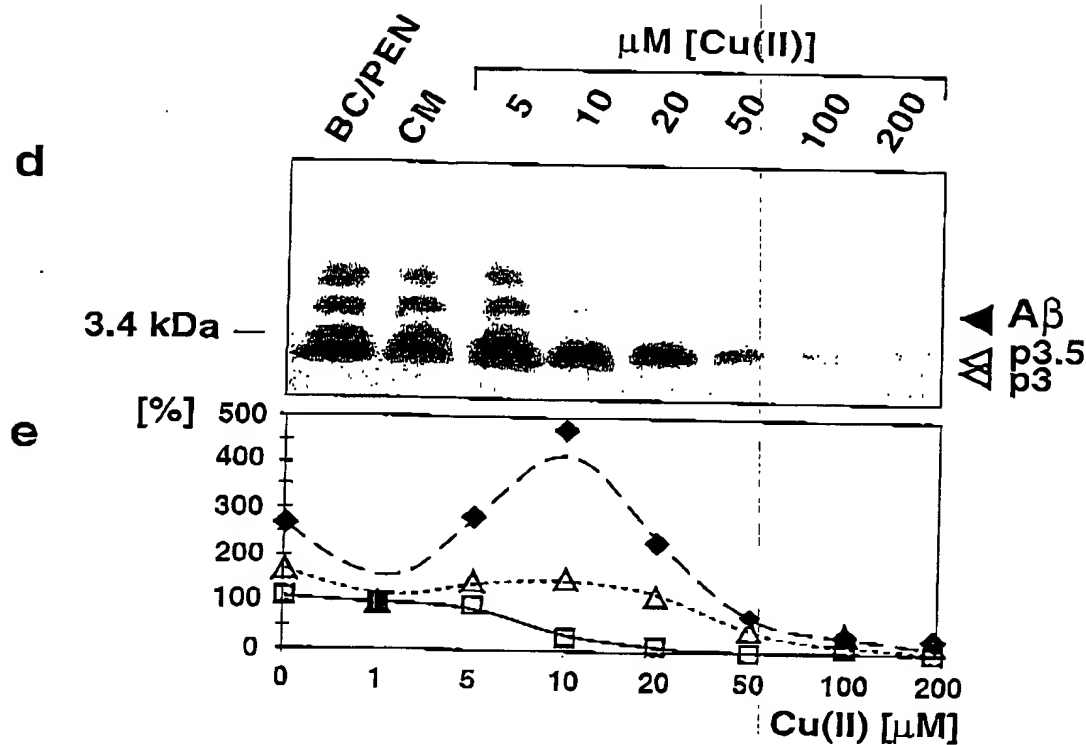 μM [Cu(II)]
BC/PEN CM 5 10 20 50 100 200
d
3.4 kDa
Aβ
p3.5
p3
e
[%]
500
400
300
200
100
0
0 1 5 10 20 50 100 200
Cu(II) [μM]